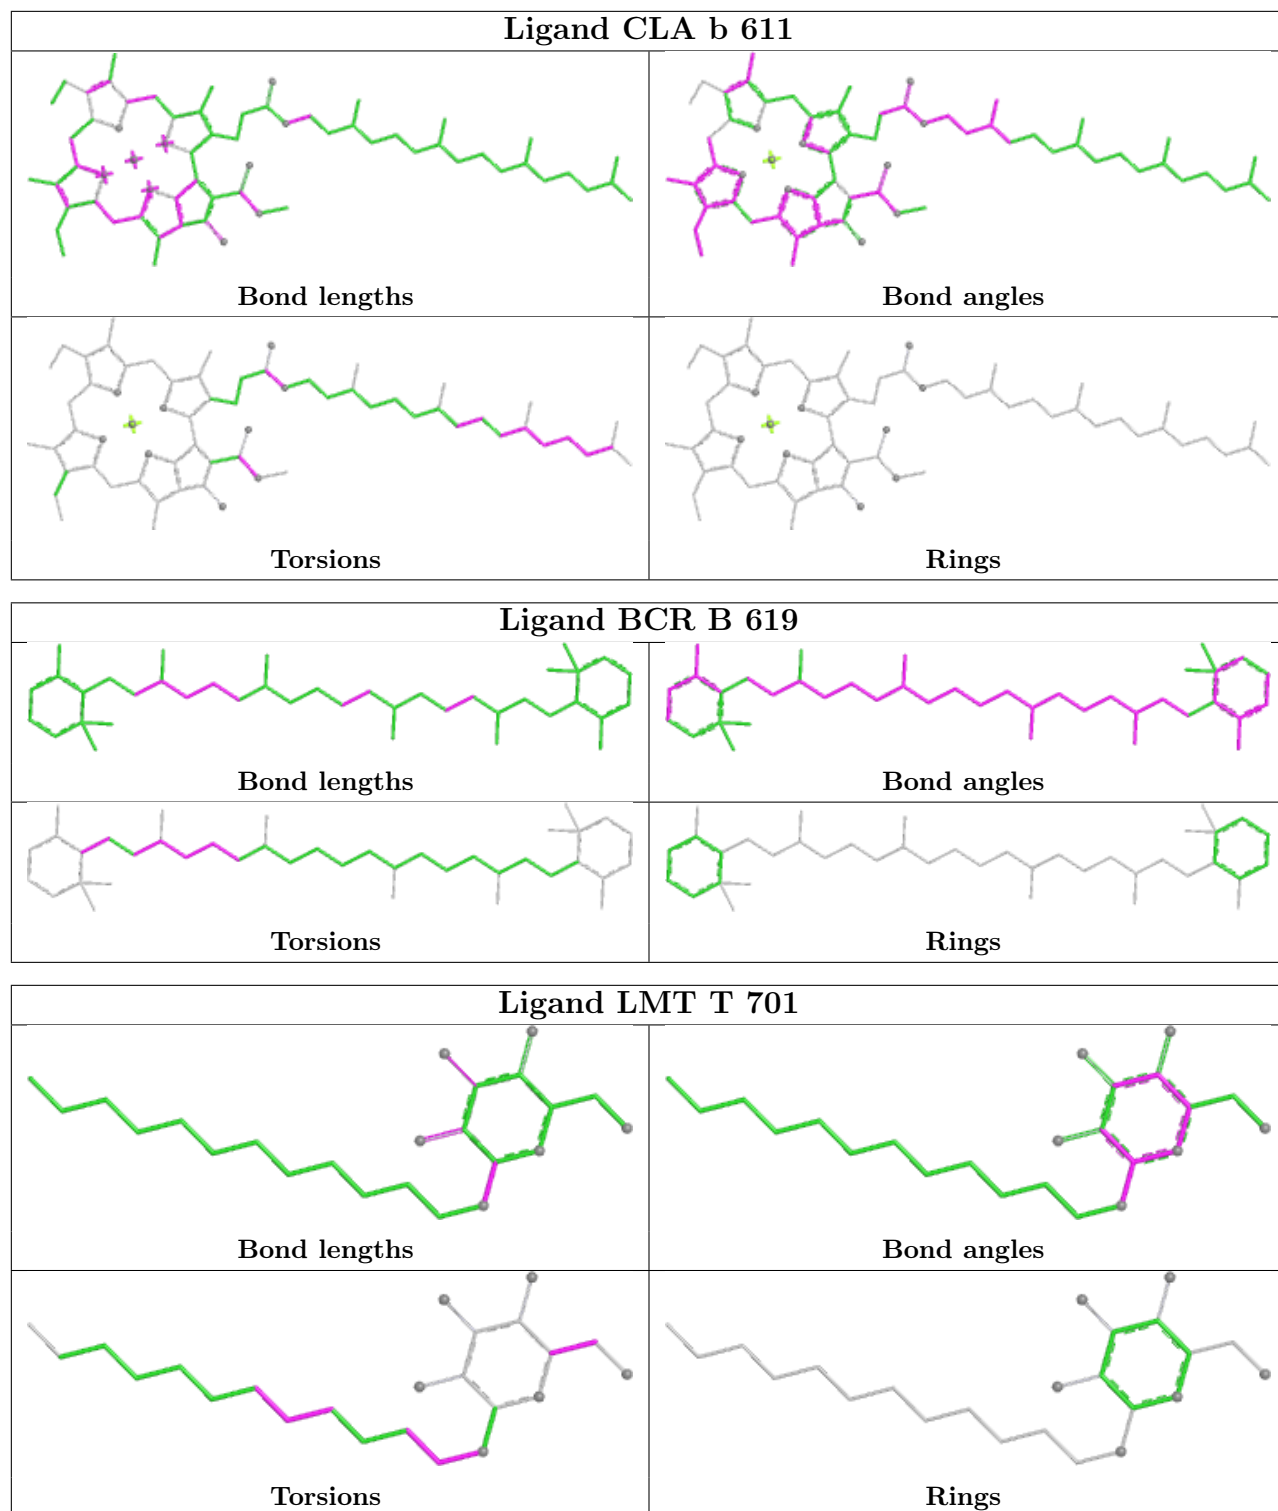 Ligand CLA b 611
Bond lengths
Bond angles
Torsions
Rings
Ligand BCR B 619
Bond lengths
Bond angles
Torsions
Rings
Ligand LMT T 701
Bond lengths
Bond angles
Torsions
Rings